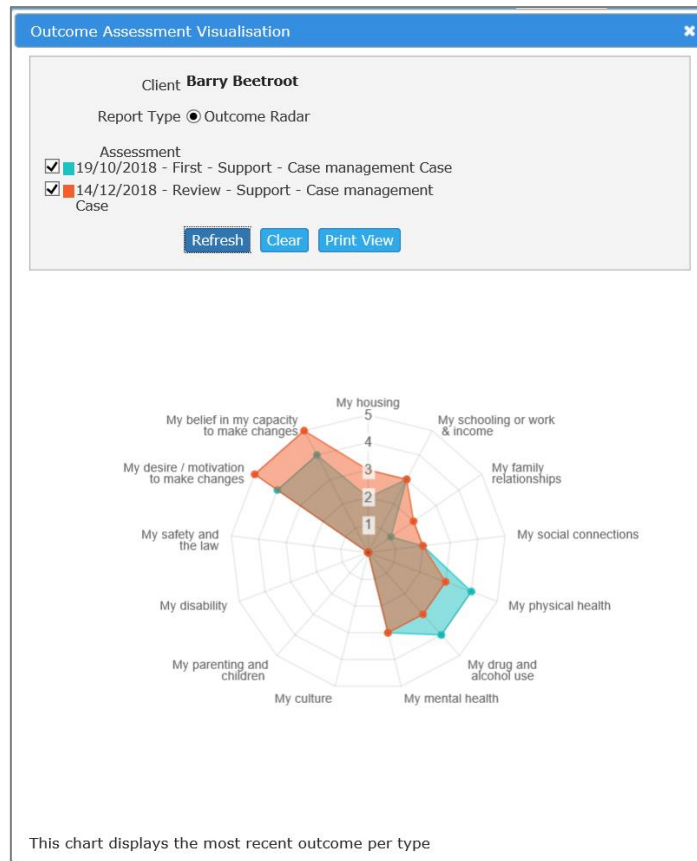 Outcome Assessment Visualisation
Client Barry Beetroot
Report Type Outcome Radar
Assessment
19/10/2018 - First - Support - Case management Case
14/12/2018 - Review - Support - Case management
Case
Refresh Clear Print View
My housing
5
4
3
2
1
My schooling or work
& income
My family
relationships
My social connections
My physical health
My drug and
alcohol use
My mental health
My culture
My parenting and
children
My disability
My safety and
the law
My desire / motivation
to make changes
My belief in my capacity
to make changes
This chart displays the most recent outcome per type